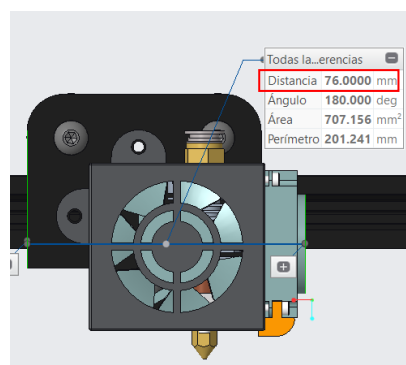 Todas la...erencias
Distancia 76.0000 mm
Ángulo 180.000 deg
Área 707.156 mm²
Perímetro 201.241 mm